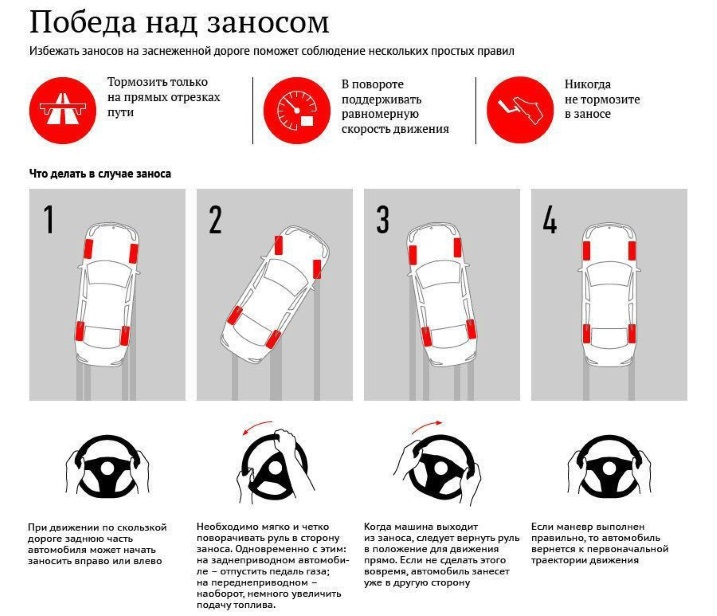 Победа над заносом
Избежать заносов на заснеженной дороге поможет соблюдение нескольких простых правил
Тормозить только
на прямых отрезках
пути
В повороте
поддерживать
равномерную
скорость движения
Никогда
не тормозите
в заносе
Что делать в случае заноса
1
2
3
4
При движении по скользкой
дороге заднюю часть
автомобиля может начать
заносить вправо или влево
Необходимо мягко и четко
поворачивать руль в сторону
заноса. Одновременно с этим:
на заднеприводном автомоби-
ле – отпустить педаль газа;
на переднеприводном –
наоборот, немного увеличить
подачу топлива.
Когда машина выходит
из заноса, следует вернуть руль
в положение для движения
прямо. Если не сделать этого
вовремя, автомобиль занесет
уже в другую сторону
Если маневр выполнен
правильно, то автомобиль
вернется к первоначальной
траектории движения